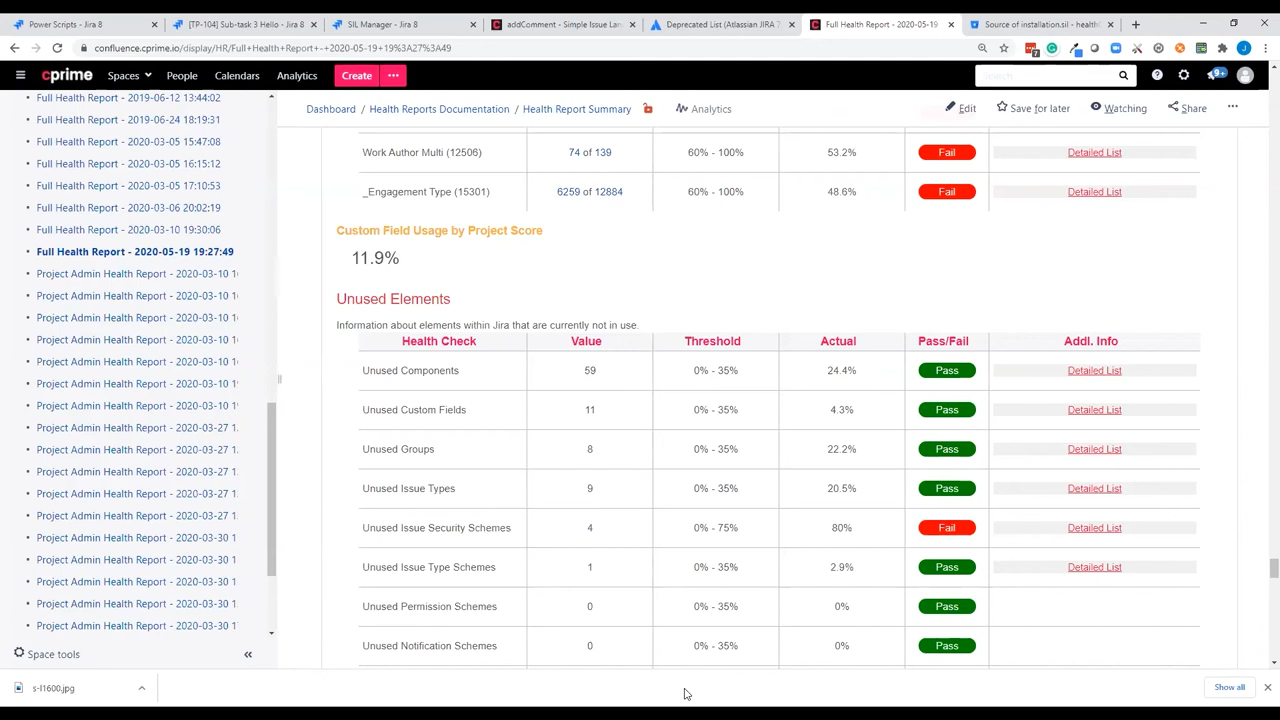 Power Scripts - Jira 8
[TP-104] Sub-task 3 Hello - Jira 8
SIL Manager - Jira 8
addComment - Simple Issue Lan
Deprecated List (Atlassian JIRA 7
Full Health Report - 2020-05-19
Source of installation.sil - health
confluence.cprime.io/display/HR/Full+Health+Report+-+2020-05-19+19%3A27%3A49
cprime
Spaces
People
Calendars
Analytics
Create
Search
9+
Dashboard / Health Reports Documentation / Health Report Summary
Analytics
Edit
Save for later
Watching
Share
Full Health Report - 2019-06-12 13:44:02
Full Health Report - 2019-06-24 18:19:31
Full Health Report - 2020-03-05 15:47:08
Full Health Report - 2020-03-05 16:15:12
Full Health Report - 2020-03-05 17:10:53
Full Health Report - 2020-03-06 20:02:19
Full Health Report - 2020-03-10 19:30:06
Full Health Report - 2020-05-19 19:27:49
Project Admin Health Report - 2020-03-10 1
Project Admin Health Report - 2020-03-10 1
Project Admin Health Report - 2020-03-10 1
Project Admin Health Report - 2020-03-10 1
Project Admin Health Report - 2020-03-10 1
Project Admin Health Report - 2020-03-10 1
Project Admin Health Report - 2020-03-10 1
Project Admin Health Report - 2020-03-27 1
Project Admin Health Report - 2020-03-27 1
Project Admin Health Report - 2020-03-27 1
Project Admin Health Report - 2020-03-27 1
Project Admin Health Report - 2020-03-27 1
Project Admin Health Report - 2020-03-30 1
Project Admin Health Report - 2020-03-30 1
Project Admin Health Report - 2020-03-30 1
Project Admin Health Report - 2020-03-30 1
Space tools
Work Author Multi (12506) 74 of 139 60% - 100% 53.2% Fail Detailed List
_Engagement Type (15301) 6259 of 12884 60% - 100% 48.6% Fail Detailed List
Custom Field Usage by Project Score
11.9%
Unused Elements
Information about elements within Jira that are currently not in use.
Health Check Value Threshold Actual Pass/Fail Addl. Info
Unused Components 59 0% - 35% 24.4% Pass Detailed List
Unused Custom Fields 11 0% - 35% 4.3% Pass Detailed List
Unused Groups 8 0% - 35% 22.2% Pass Detailed List
Unused Issue Types 9 0% - 35% 20.5% Pass Detailed List
Unused Issue Security Schemes 4 0% - 75% 80% Fail Detailed List
Unused Issue Type Schemes 1 0% - 35% 2.9% Pass Detailed List
Unused Permission Schemes 0 0% - 35% 0% Pass
Unused Notification Schemes 0 0% - 35% 0% Pass
s-l1600.jpg
Show all